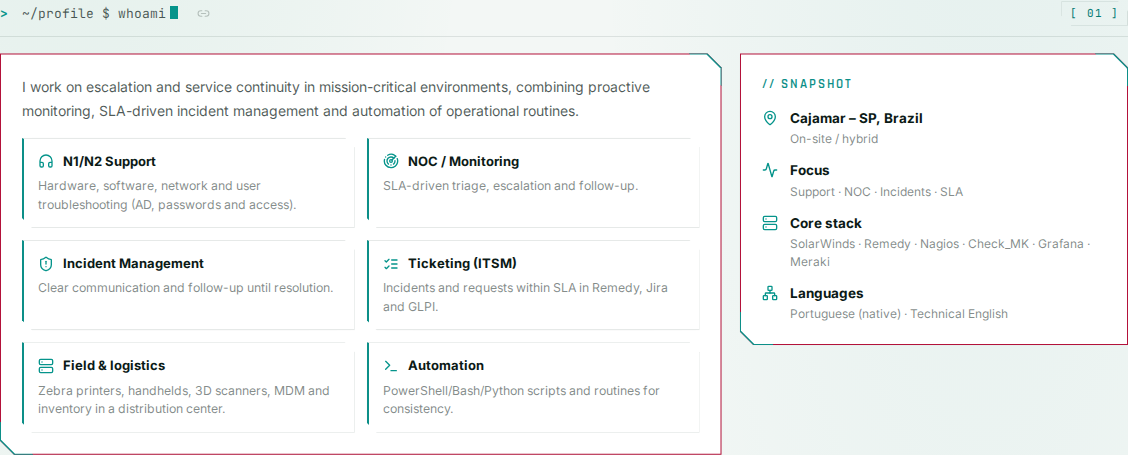 > ~/profile $ whoami
[ 01 ]
I work on escalation and service continuity in mission-critical environments, combining proactive
monitoring, SLA-driven incident management and automation of operational routines.
N1/N2 Support
Hardware, software, network and user
troubleshooting (AD, passwords and access).
NOC / Monitoring
SLA-driven triage, escalation and follow-up.
Incident Management
Clear communication and follow-up until resolution.
Ticketing (ITSM)
Incidents and requests within SLA in Remedy, Jira
and GLPI.
Field & logistics
Zebra printers, handhelds, 3D scanners, MDM and
inventory in a distribution center.
Automation
PowerShell/Bash/Python scripts and routines for
consistency.
// SNAPSHOT
Cajamar – SP, Brazil
On-site / hybrid
Focus
Support · NOC · Incidents · SLA
Core stack
SolarWinds · Remedy · Nagios · Check_MK · Grafana ·
Meraki
Languages
Portuguese (native) · Technical English